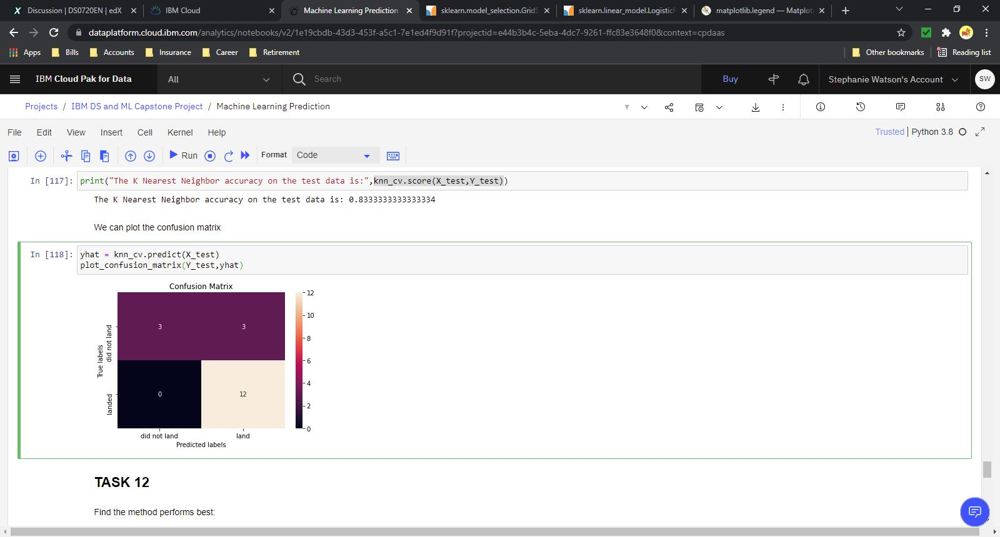 Discussion | DS0720EN | edX
IBM Cloud
Machine Learning Prediction
sklearn.model_selection.GridS
sklearn.linear_model.LogisticR
matplotlib.legend — Matplotl
dataplatform.cloud.ibm.com/analytics/notebooks/v2/1e19cbdb-43d3-453f-a5c1-7e1ed4f9d91f?projectid=e44b3b4c-5eba-4dc7-9261-ffc83e3648f0&context=cpdaas
Apps Bills Accounts Insurance Career Retirement Other bookmarks Reading list
IBM Cloud Pak for Data All Search Buy Stephanie Watson's Account SW
Projects / IBM DS and ML Capstone Project / Machine Learning Prediction
File Edit View Insert Cell Kernel Help Trusted | Python 3.8
Run Format Code
In [117]: print("The K Nearest Neighbor accuracy on the test data is:",knn_cv.score(X_test,Y_test))
The K Nearest Neighbor accuracy on the test data is: 0.8333333333333334
We can plot the confusion matrix
In [118]: yhat = knn_cv.predict(X_test)
plot_confusion_matrix(Y_test,yhat)
Confusion Matrix
True labels
did not land
landed
3 3
0 12
did not land land
Predicted labels
12
10
8
6
4
2
0
TASK 12
Find the method performs best: